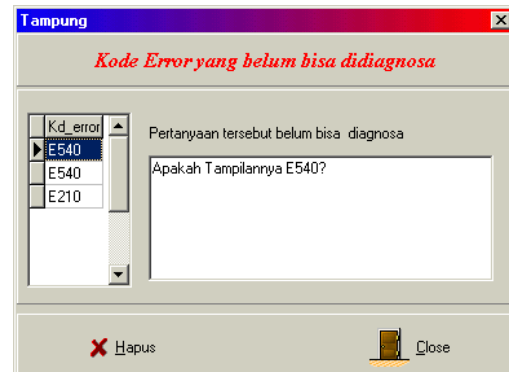 Tampung
Kode Error yang belum bisa didiagnosa
Kd_error
E540
E540
E210
Pertanyaan tersebut belum bisa diagnosa
Apakah Tampilannya E540?
Hapus
Close